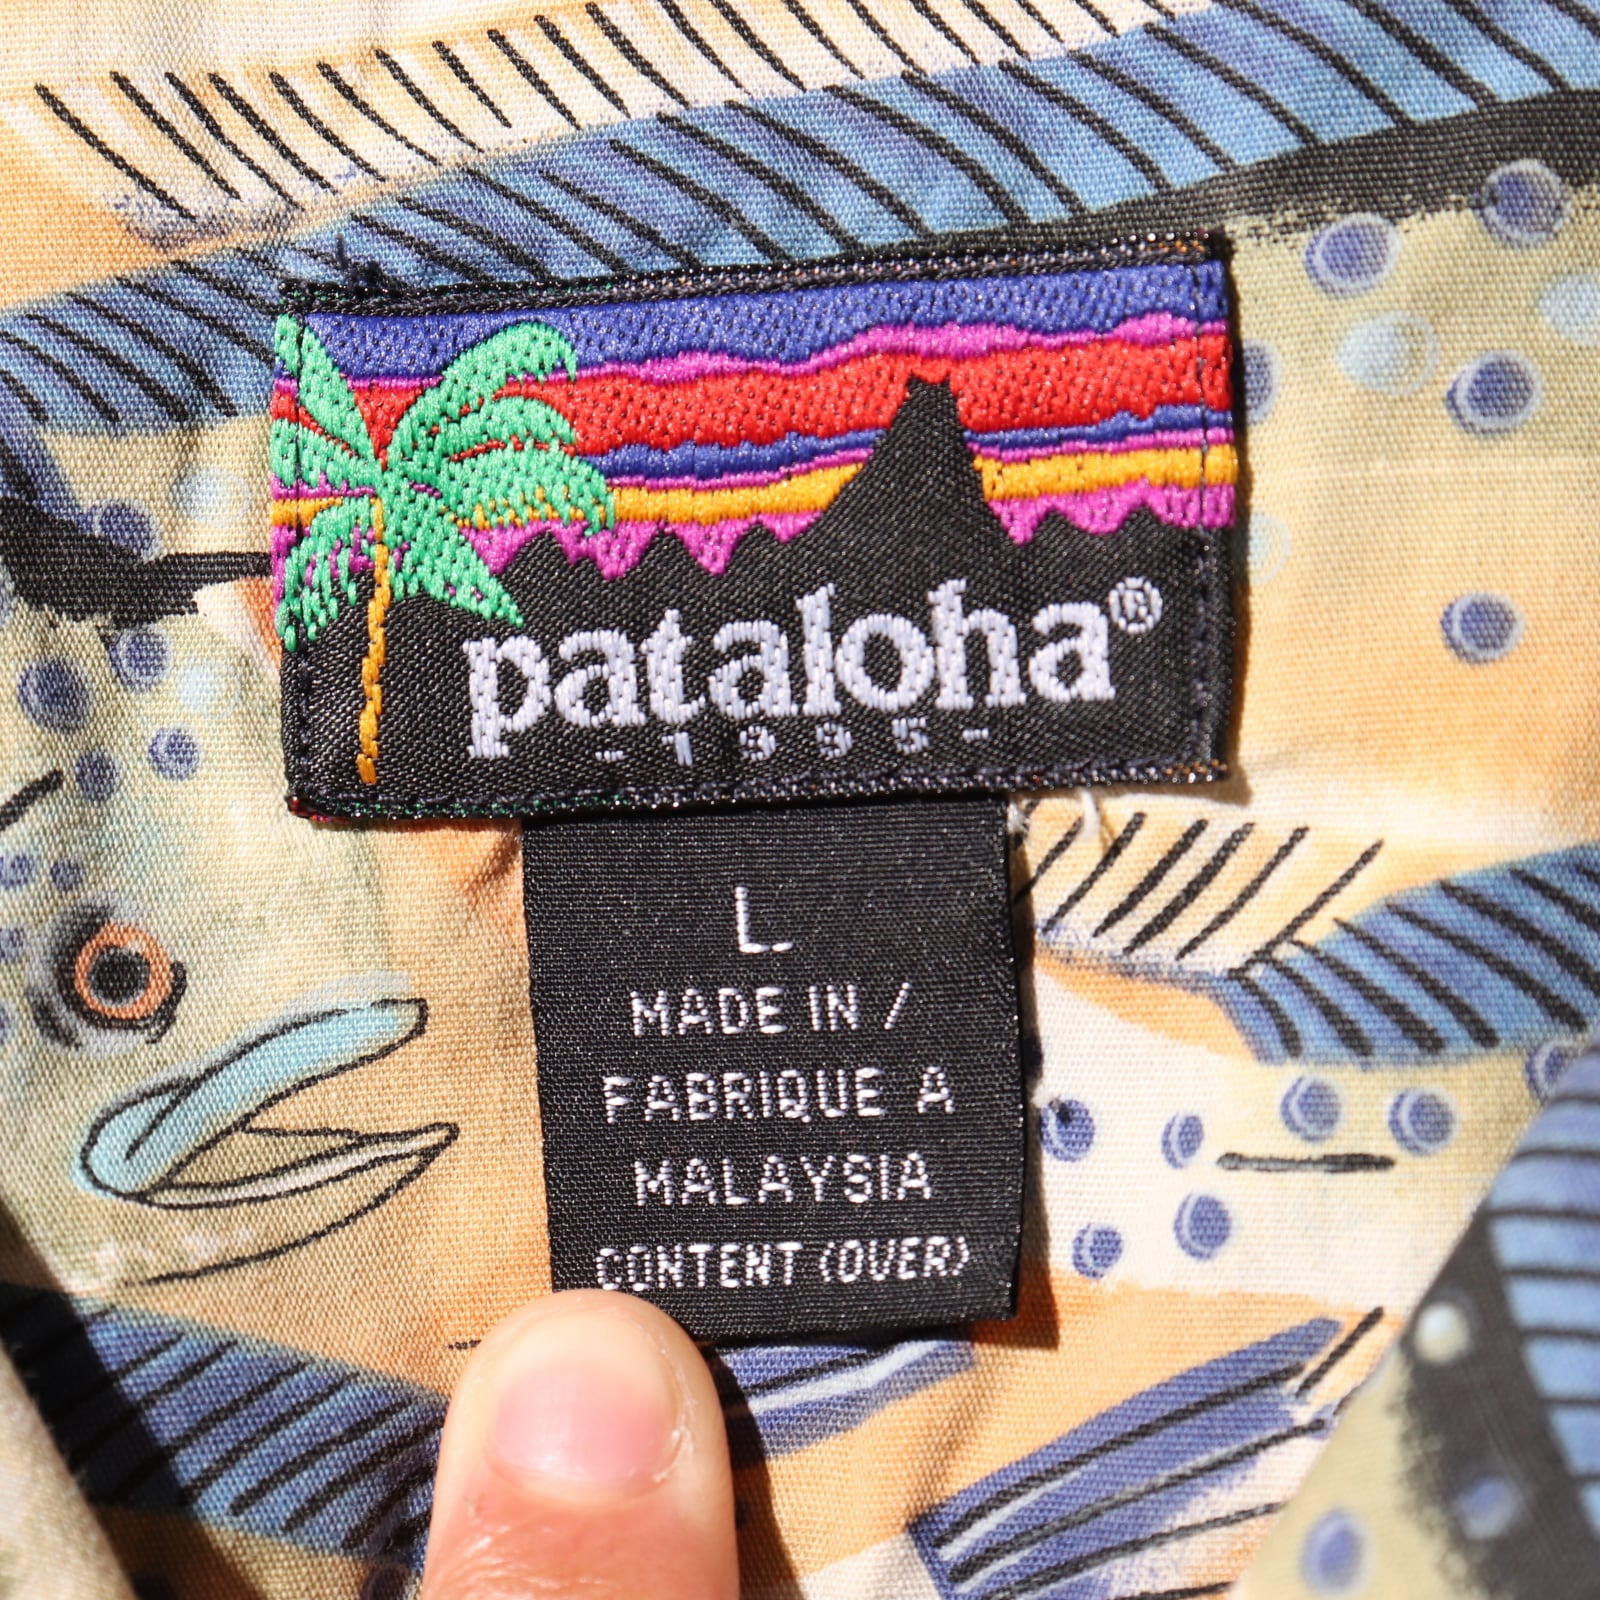 pataloha®
-1995-
L
MADE IN /
FABRIQUE A
MALAYSIA
CONTENT (OVER)